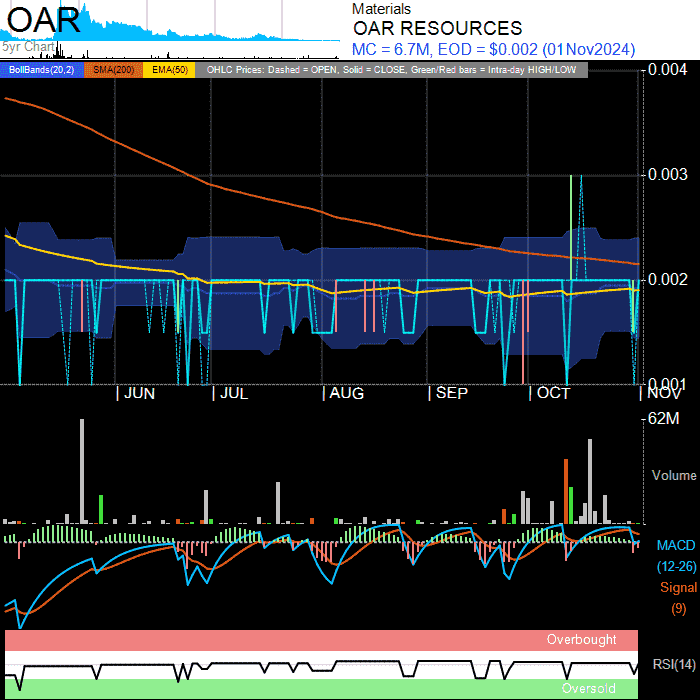 OAR
5yr Chart
Materials
OAR RESOURCES
MC = 6.7M, EOD = $0.002 (01Nov2024)
BollBands(20,2) SMA(200) EMA(50) OHLC Prices: Dashed = OPEN, Solid = CLOSE, Green/Red bars = Intra-day HIGH/LOW
0.004
0.003
0.002
0.001
JUN JUL AUG SEP OCT NOV
62M
Volume
MACD
(12-26)
Signal
(9)
Overbought
RSI(14)
Oversold